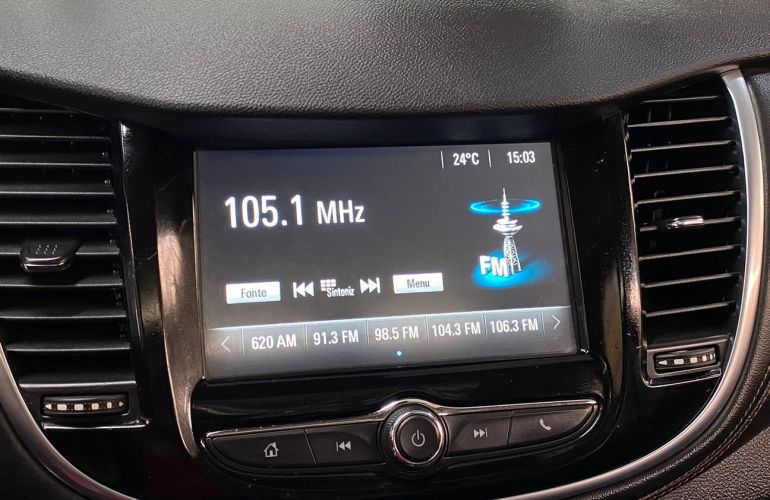 24°C 15:03
105.1 MHz
FM
Fonte Sintoniz Menu
620 AM 91.3 FM 98.5 FM 104.3 FM 106.3 FM